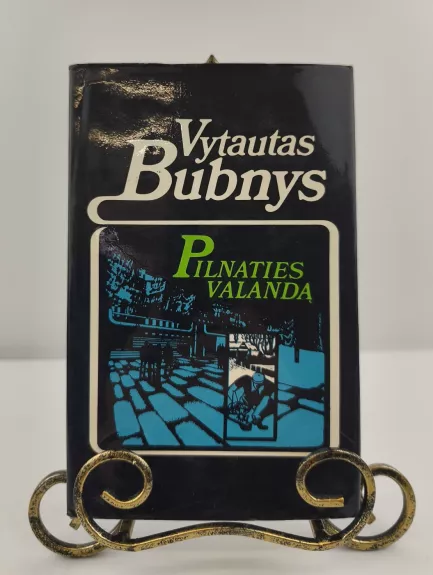 Vytautas
Bubnys
PILNATIES
VALANDĄ